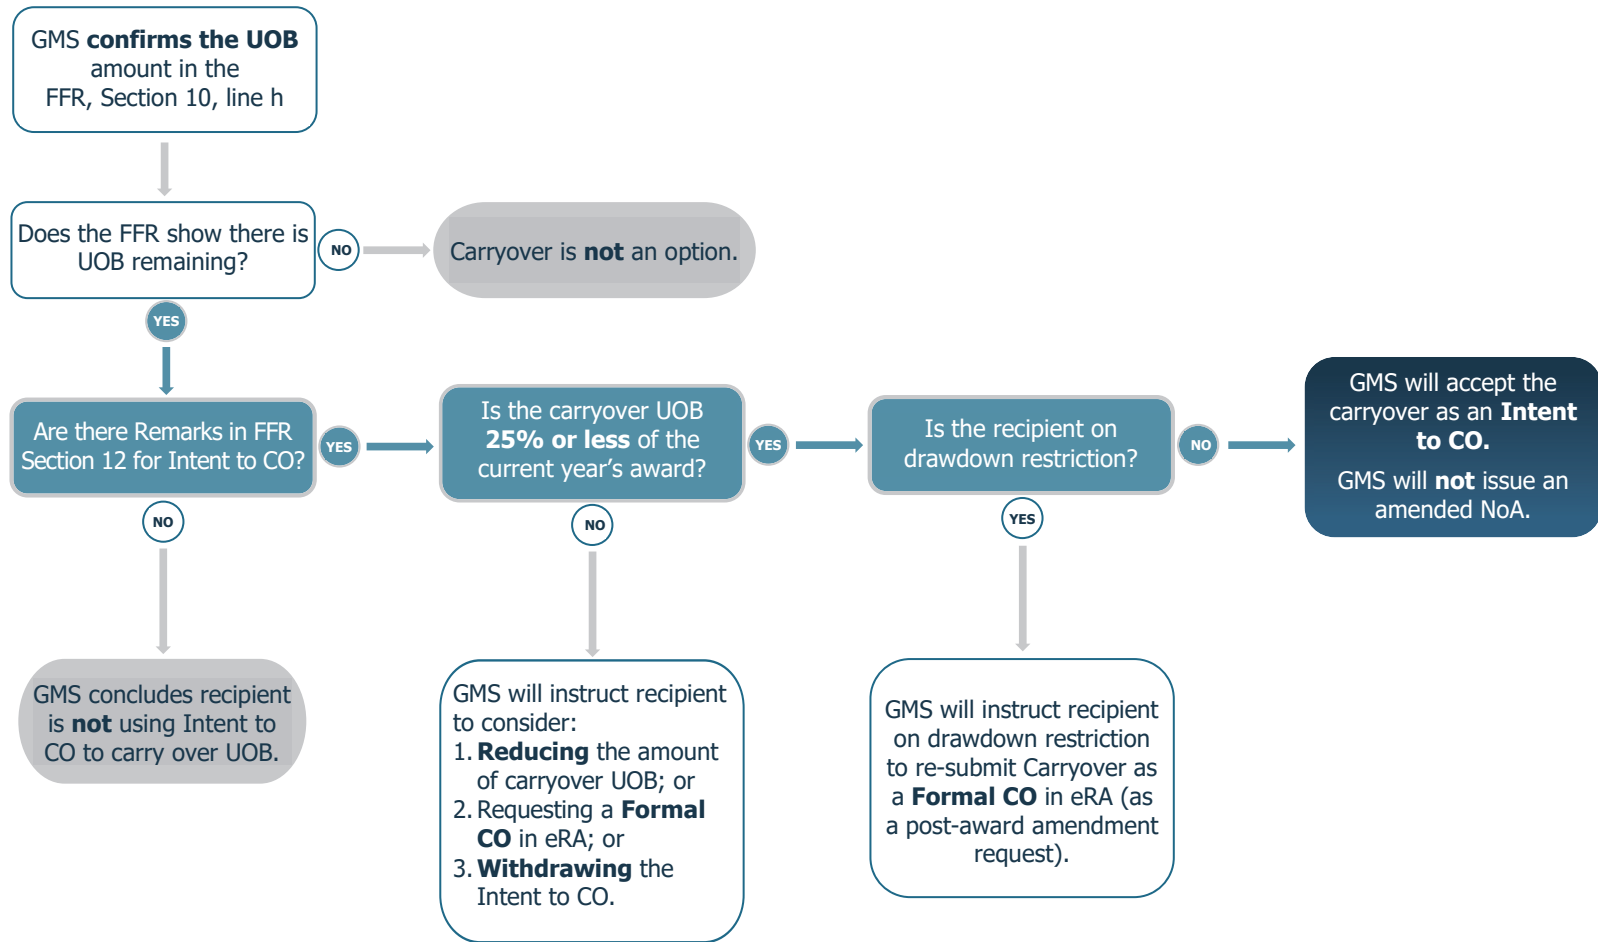 GMS confirms the UOB
amount in the
FFR, Section 10, line h
Does the FFR show there is
UOB remaining?
NO
Carryover is not an option.
YES
Are there Remarks in FFR
Section 12 for Intent to CO?
YES
Is the carryover UOB
25% or less of the
current year’s award?
YES
Is the recipient on
drawdown restriction?
NO
GMS will accept the
carryover as an Intent
to CO.
GMS will not issue an
amended NoA.
NO
NO
YES
GMS concludes recipient
is not using Intent to
CO to carry over UOB.
GMS will instruct recipient
to consider:
1. Reducing the amount
of carryover UOB; or
2. Requesting a Formal
CO in eRA; or
3. Withdrawing the
Intent to CO.
GMS will instruct recipient
on drawdown restriction
to re-submit Carryover as
a Formal CO in eRA (as
a post-award amendment
request).